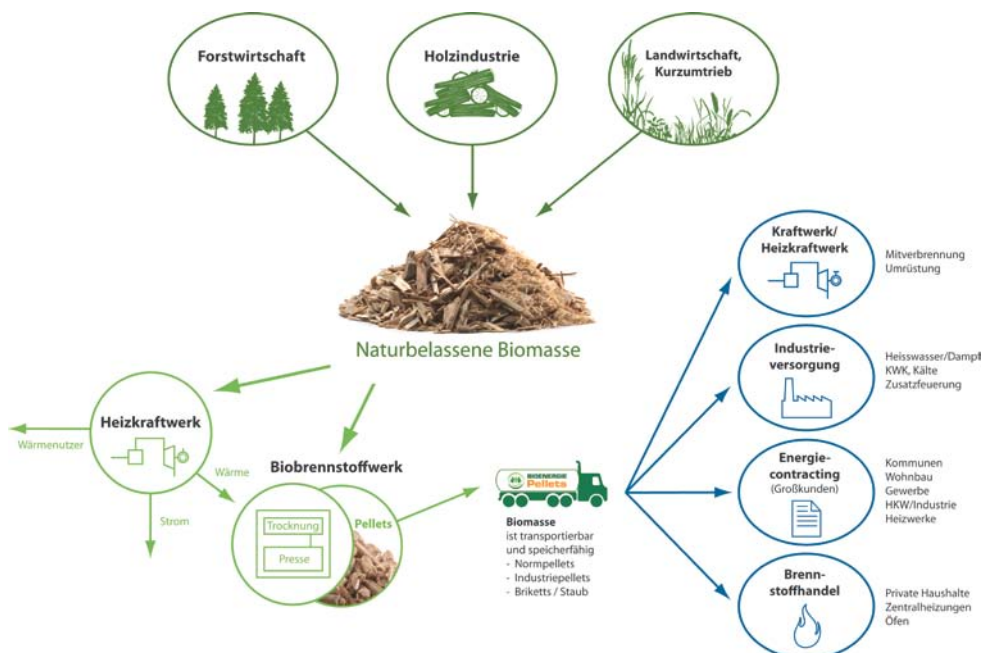 Forstwirtschaft
Holzindustrie
Landwirtschaft,
Kurzumtrieb
Naturbelassene Biomasse
Heizkraftwerk
Wärmenutzer
Wärme
Strom
Biobrennstoffwerk
Trocknung
Presse
Pellets
BIOENERGIE
Pellets
Biomasse
ist transportierbar
und speicherfähig
- Normpellets
- Industriepellets
- Briketts / Staub
Kraftwerk/
Heizkraftwerk
Mitverbrennung
Umrüstung
Industrie-
versorgung
Heisswasser/Dampf
KWK, Kälte
Zusatzfeuerung
Energie-
contracting
(Großkunden)
Kommunen
Wohnbau
Gewerbe
HKW/Industrie
Heizwerke
Brenn-
stoffhandel
Private Haushalte
Zentralheizungen
Öfen